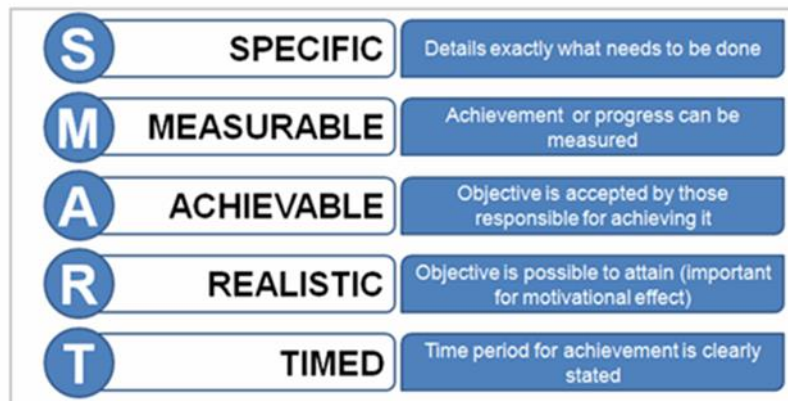 S SPECIFIC Details exactly what needs to be done
M MEASURABLE Achievement or progress can be
measured
A ACHIEVABLE Objective is accepted by those
responsible for achieving it
R REALISTIC Objective is possible to attain (important
for motivational effect)
T TIMED Time period for achievement is clearly
stated